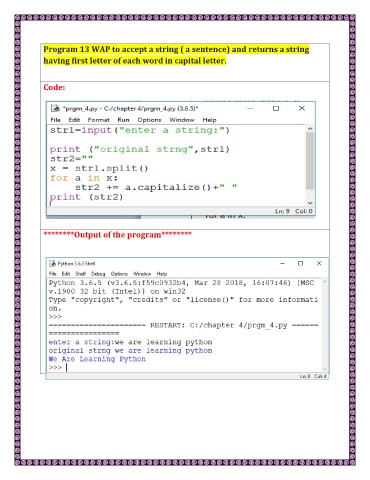 Program 13 WAP to accept a string ( a sentence) and returns a string
having first letter of each word in capital letter.
Code:
*prgm_4.py - C:/chapter 4/prgm_4.py (3.6.5)*
File Edit Format Run Options Window Help
str1=input("enter a string:")
print ("original strng",str1)
str2=""
x = str1.split()
for a in x:
str2 += a.capitalize()+" "
print (str2)
Ln: 9 Col: 0
for a in x:
********Output of the program********
Python 3.6.5 Shell
File Edit Shell Debug Options Window Help
Python 3.6.5 (v3.6.5:f59c0932b4, Mar 28 2018, 16:07:46) [MSC
v.1900 32 bit (Intel)] on win32
Type "copyright", "credits" or "license()" for more informati
on.
>>>
====================== RESTART: C:/chapter 4/prgm_4.py ======
================
enter a string:we are learning python
original strng we are learning python
We Are Learning Python
>>>
Ln: 8 Col: 4